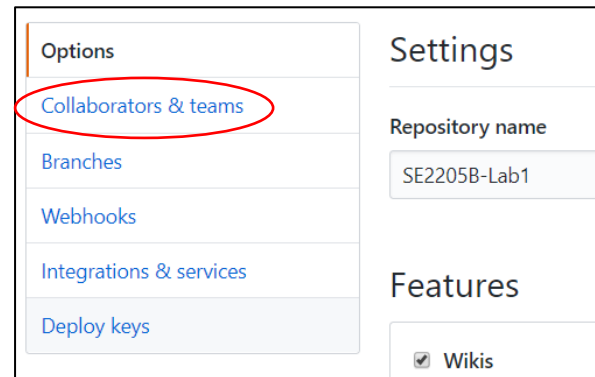 Options
Collaborators & teams
Branches
Webhooks
Integrations & services
Deploy keys
Settings
Repository name
SE2205B-Lab1
Features
Wikis